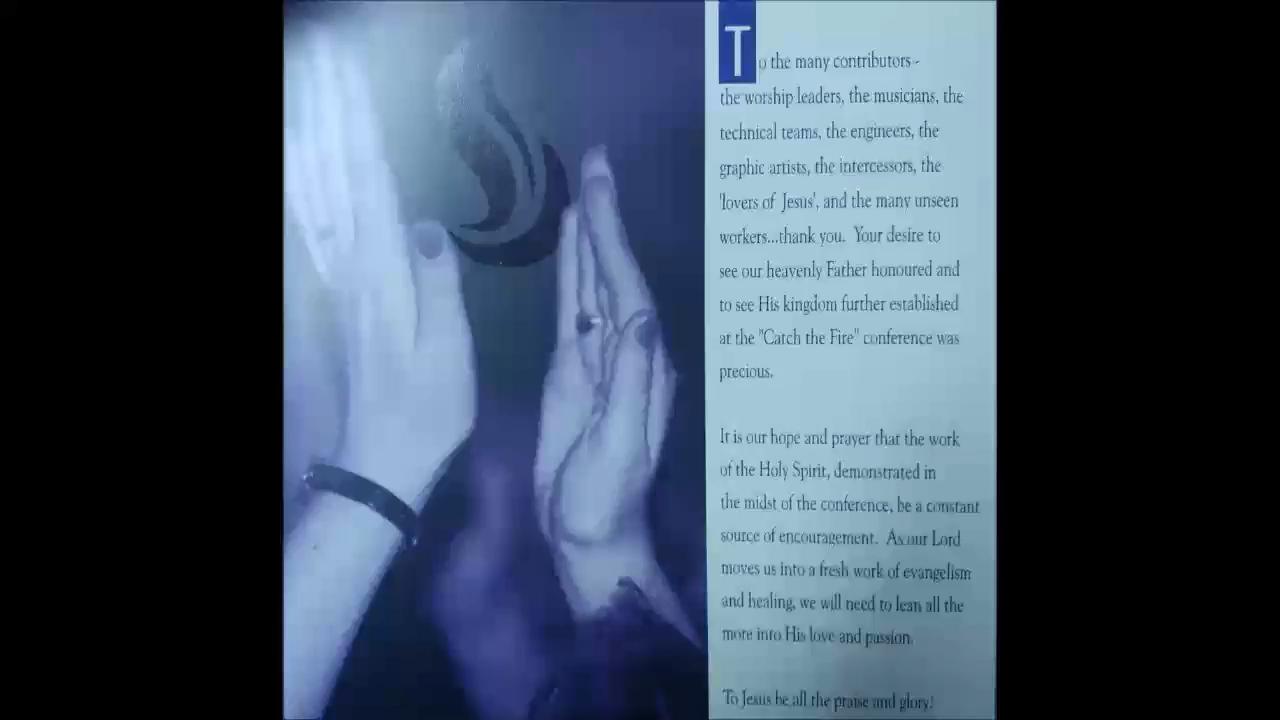 To the many contributors -
the worship leaders, the musicians, the
technical teams, the engineers, the
graphic artists, the intercessors, the
'lovers of Jesus', and the many unseen
workers...thank you. Your desire to
see our heavenly Father honoured and
to see His kingdom further established
at the "Catch the Fire" conference was
precious.
It is our hope and prayer that the work
of the Holy Spirit, demonstrated in
the midst of the conference, be a constant
source of encouragement. As our Lord
moves us into a fresh work of evangelism
and healing, we will need to lean all the
more into His love and passion.
To Jesus be all the praise and glory!